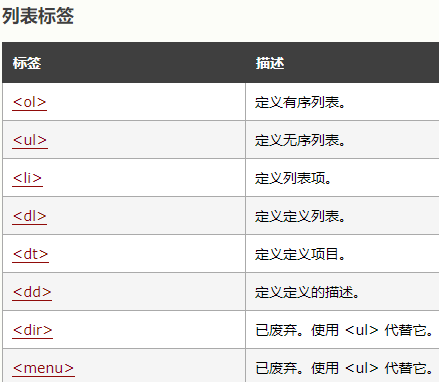 列表标签
标签 描述
<ol> 定义有序列表。
<ul> 定义无序列表。
<li> 定义列表项。
<dl> 定义定义列表。
<dt> 定义定义项目。
<dd> 定义定义的描述。
<dir> 已废弃。使用 <ul> 代替它。
<menu> 已废弃。使用 <ul> 代替它。